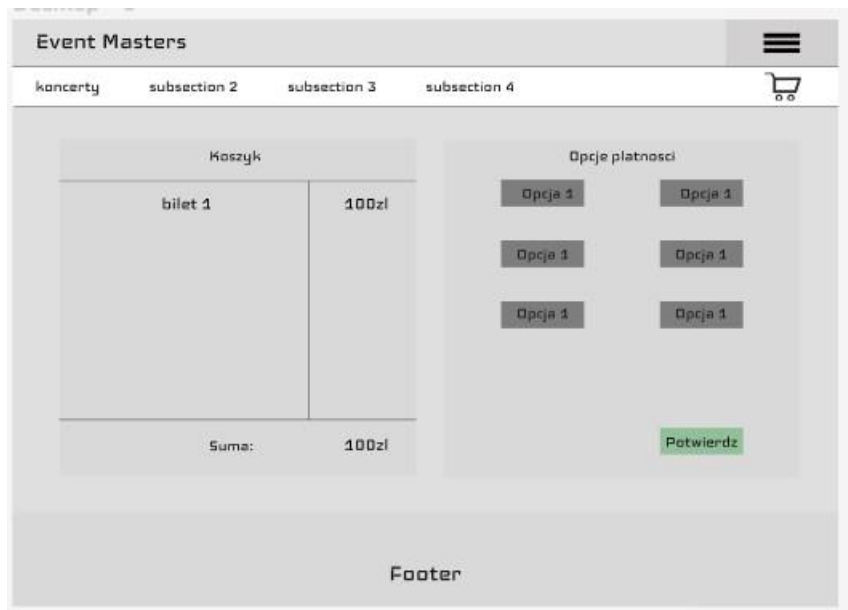 Event Masters
koncerty subsection 2 subsection 3 subsection 4
Koszyk
bilet 1 100zl
Suma: 100zl
Opcje platnosci
Opcja 1 Opcja 1
Opcja 1 Opcja 1
Opcja 1 Opcja 1
Potwierdz
Footer